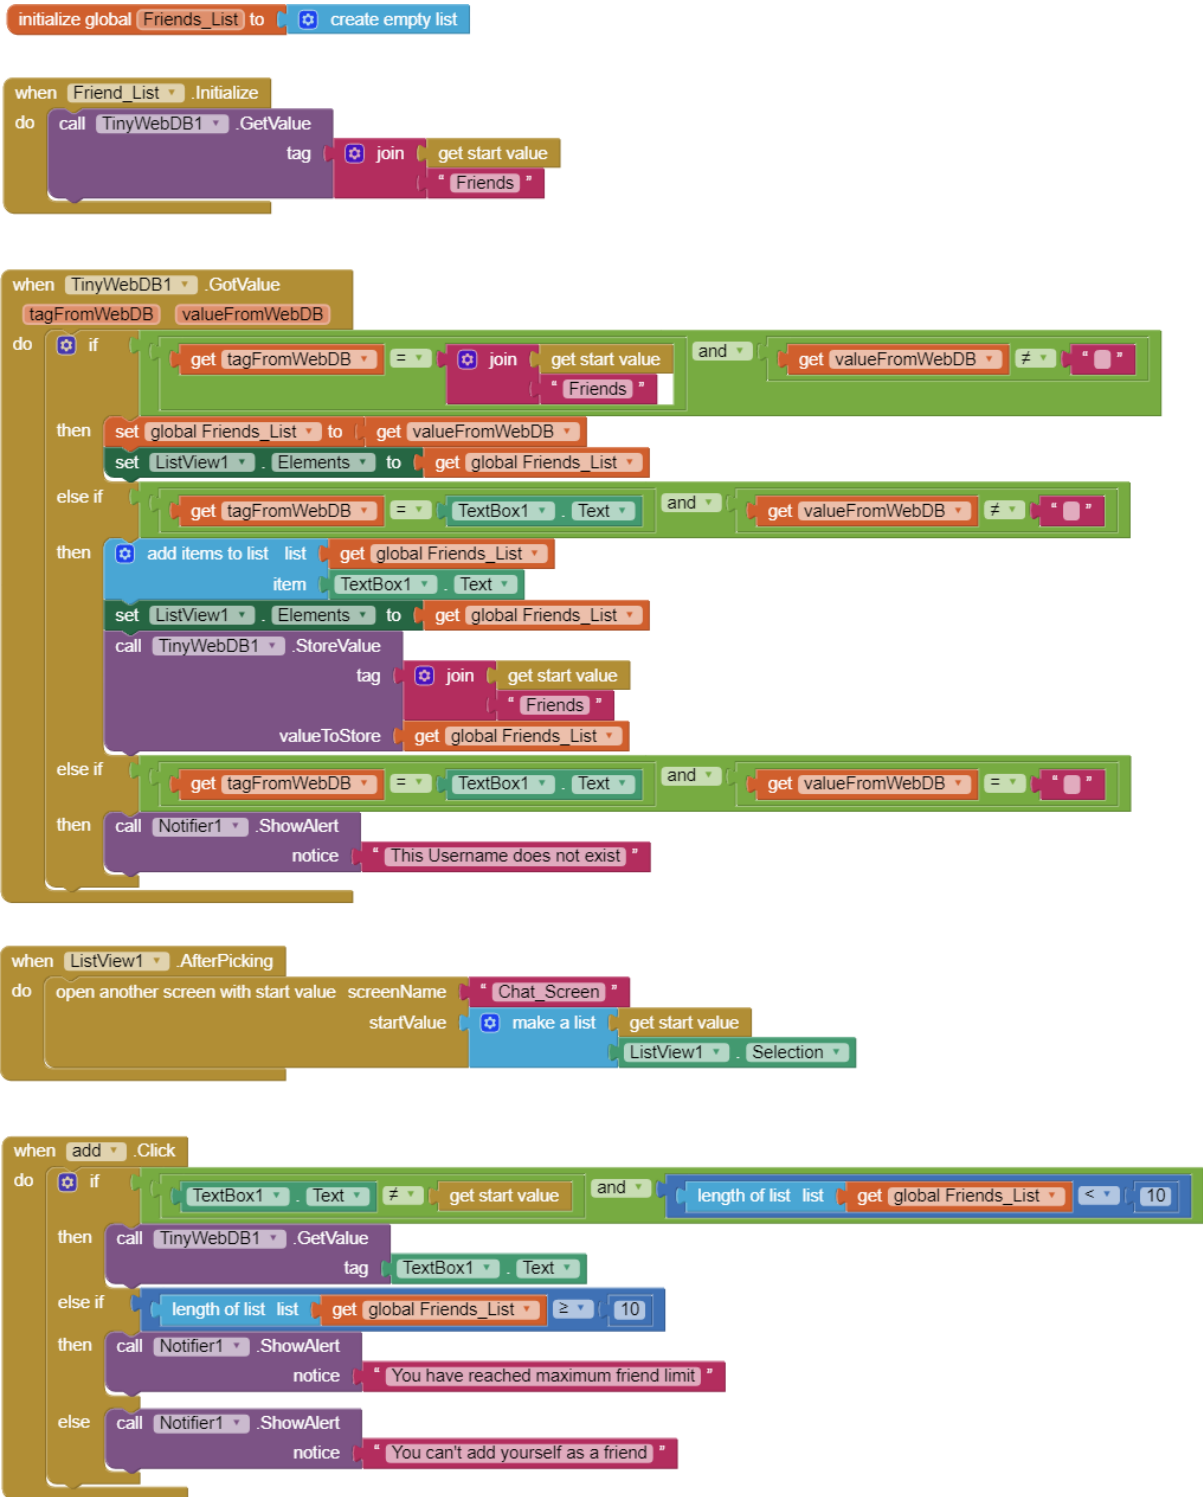 initialize global Friends_List to create empty list
when Friend_List .Initialize
do call TinyWebDB1 .GetValue
tag join get start value
“ Friends ”
when TinyWebDB1 .GotValue
tagFromWebDB valueFromWebDB
do if get tagFromWebDB = join get start value and get valueFromWebDB ≠ “ ”
“ Friends ”
then set global Friends_List to get valueFromWebDB
set ListView1 . Elements to get global Friends_List
else if get tagFromWebDB = TextBox1 . Text and get valueFromWebDB ≠ “ ”
then add items to list list get global Friends_List
item TextBox1 . Text
set ListView1 . Elements to get global Friends_List
call TinyWebDB1 .StoreValue
tag join get start value
“ Friends ”
valueToStore get global Friends_List
else if get tagFromWebDB = TextBox1 . Text and get valueFromWebDB = “ ”
then call Notifier1 .ShowAlert
notice “ This Username does not exist ”
when ListView1 .AfterPicking
do open another screen with start value screenName “ Chat_Screen ”
startValue make a list get start value
ListView1 . Selection
when add .Click
do if TextBox1 . Text ≠ get start value and length of list list get global Friends_List < 10
then call TinyWebDB1 .GetValue
tag TextBox1 . Text
else if length of list list get global Friends_List ≥ 10
then call Notifier1 .ShowAlert
notice “ You have reached maximum friend limit ”
else call Notifier1 .ShowAlert
notice “ You can't add yourself as a friend ”